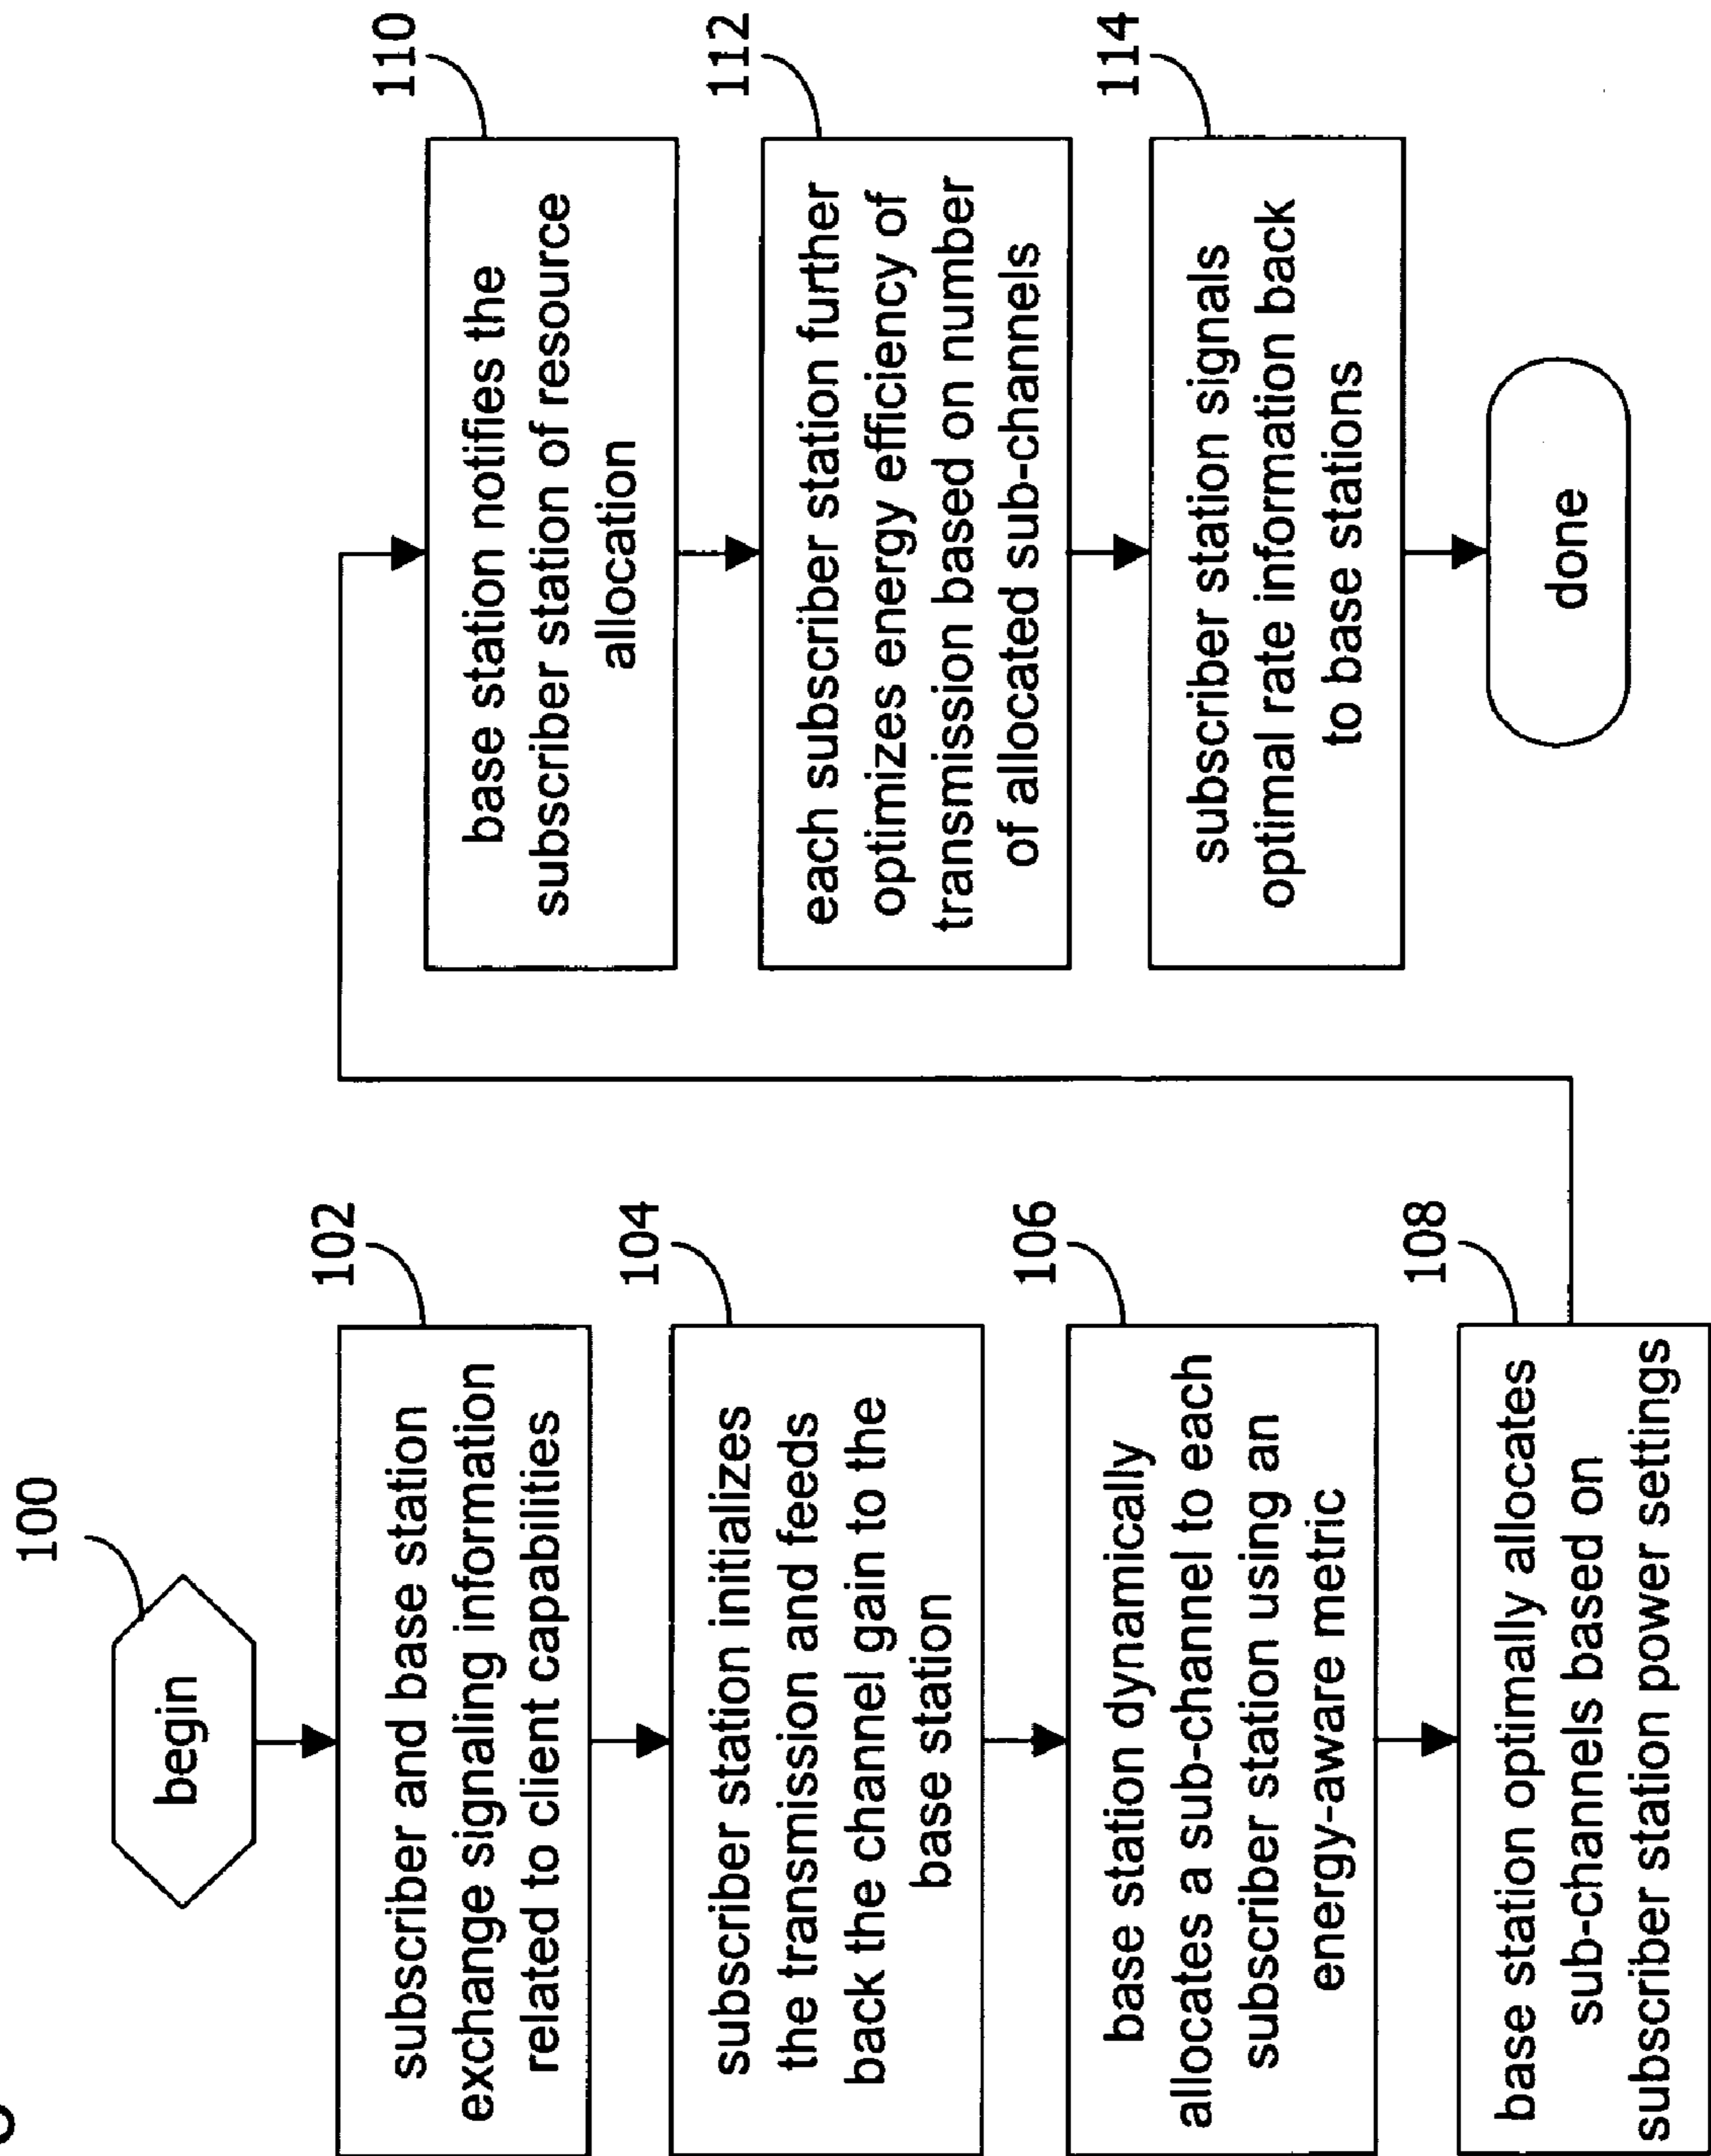 100
begin
102
subscriber and base station
exchange signaling information
related to client capabilities
104
subscriber station initializes
the transmission and feeds
back the channel gain to the
base station
106
base station dynamically
allocates a sub-channel to each
subscriber station using an
energy-aware metric
108
base station optimally allocates
sub-channels based on
subscriber station power settings
110
base station notifies the
subscriber station of resource
allocation
112
each subscriber station further
optimizes energy efficiency of
transmission based on number
of allocated sub-channels
114
subscriber station signals
optimal rate information back
to base stations
done